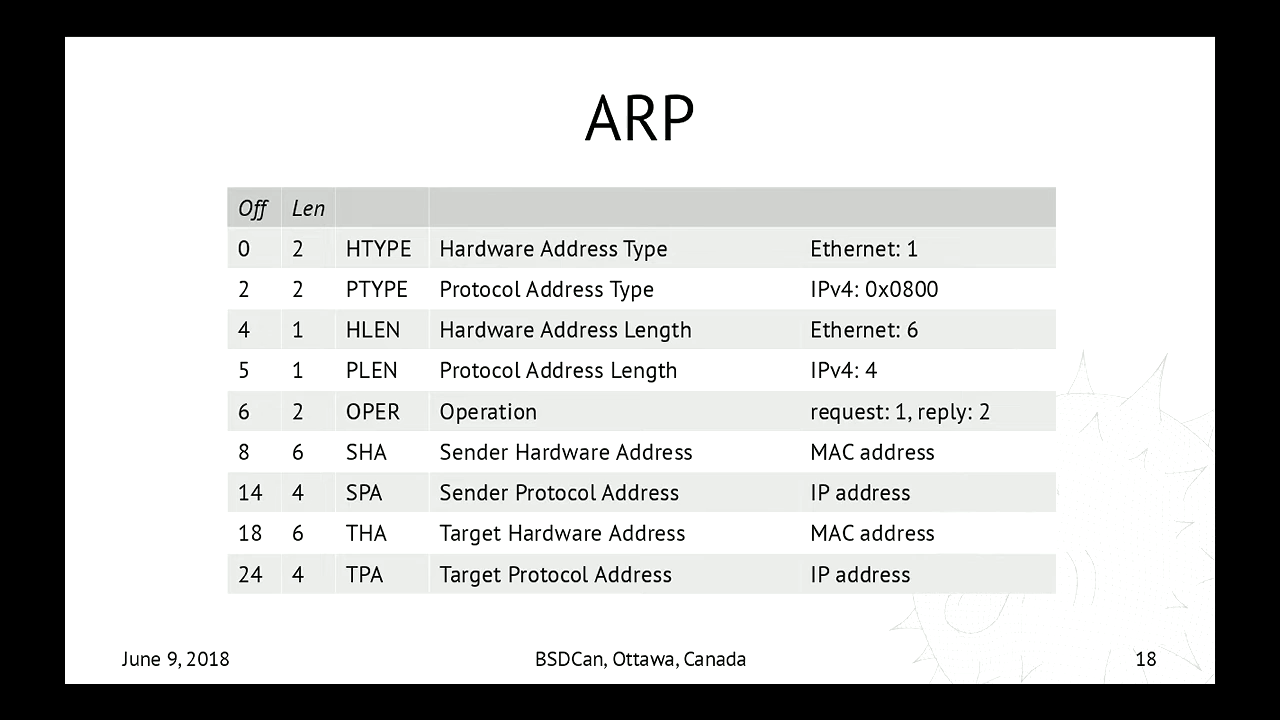 ARP
Off Len
0 2 HTYPE Hardware Address Type Ethernet: 1
2 2 PTYPE Protocol Address Type IPv4: 0x0800
4 1 HLEN Hardware Address Length Ethernet: 6
5 1 PLEN Protocol Address Length IPv4: 4
6 2 OPER Operation request: 1, reply: 2
8 6 SHA Sender Hardware Address MAC address
14 4 SPA Sender Protocol Address IP address
18 6 THA Target Hardware Address MAC address
24 4 TPA Target Protocol Address IP address
June 9, 2018 BSDCan, Ottawa, Canada 18